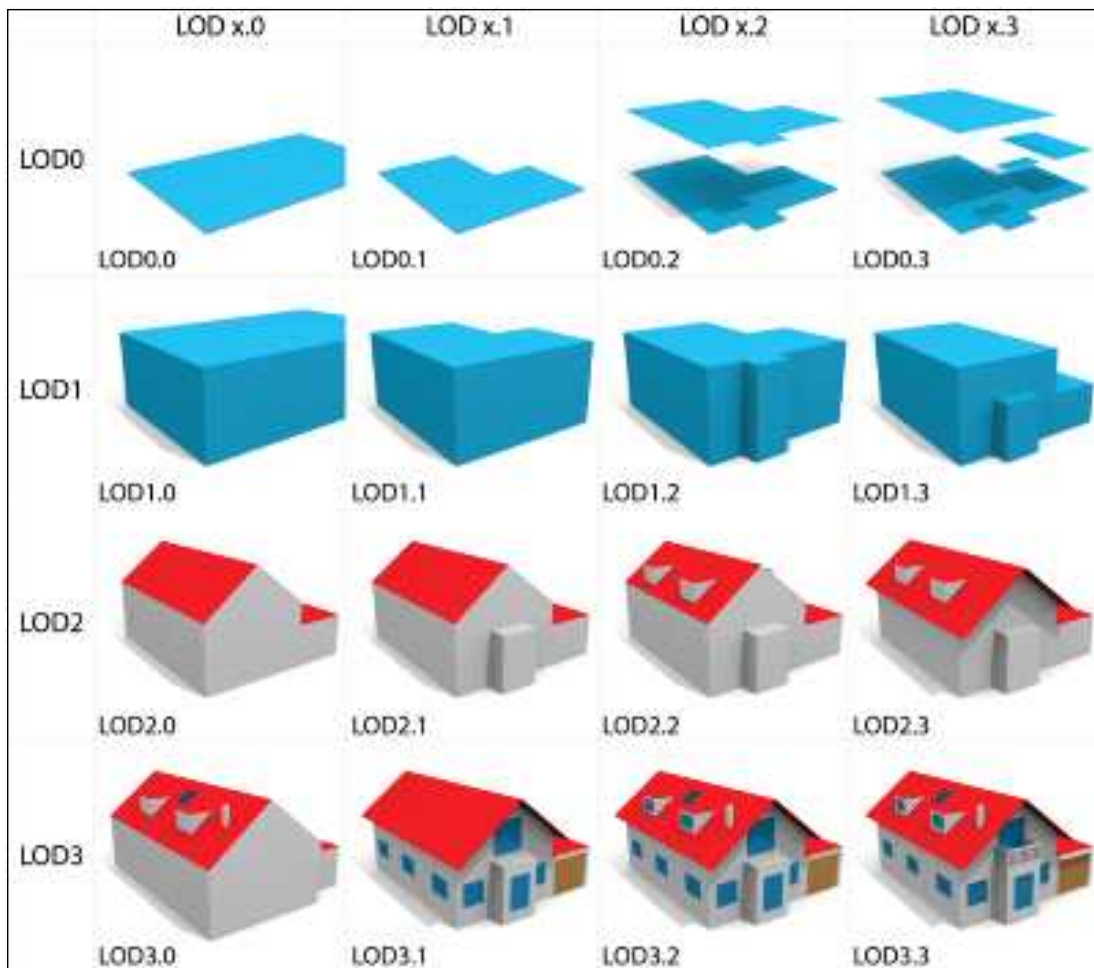 LOD x.0 LOD x.1 LOD x.2 LOD x.3
LOD0
LOD0.0 LOD0.1 LOD0.2 LOD0.3
LOD1
LOD1.0 LOD1.1 LOD1.2 LOD1.3
LOD2
LOD2.0 LOD2.1 LOD2.2 LOD2.3
LOD3
LOD3.0 LOD3.1 LOD3.2 LOD3.3